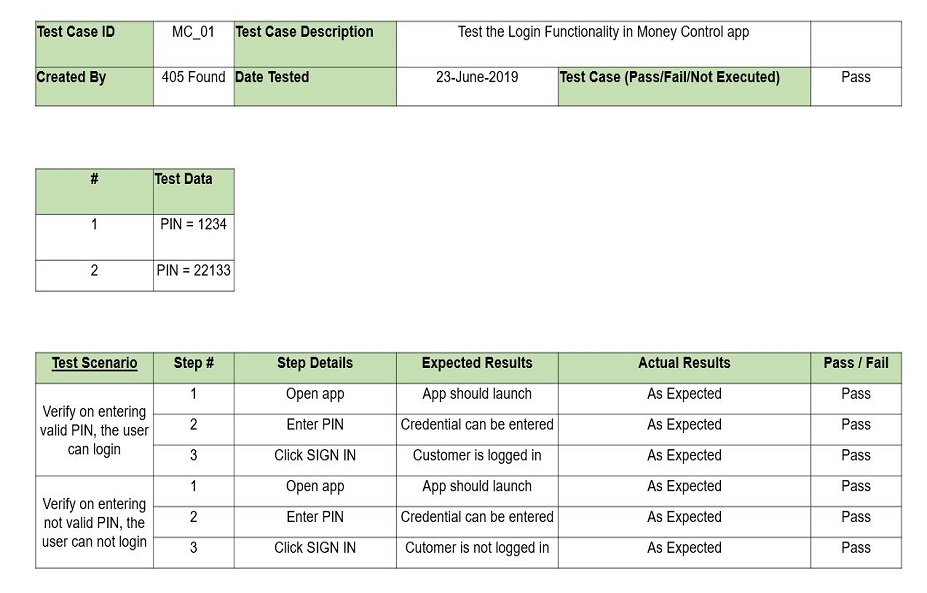 Test Case ID MC_01 Test Case Description Test the Login Functionality in Money Control app
Created By 405 Found Date Tested 23-June-2019 Test Case (Pass/Fail/Not Executed) Pass
# Test Data
1 PIN = 1234
2 PIN = 22133
Test Scenario Step # Step Details Expected Results Actual Results Pass / Fail
Verify on entering
valid PIN, the user
can login
1 Open app App should launch As Expected Pass
2 Enter PIN Credential can be entered As Expected Pass
3 Click SIGN IN Customer is logged in As Expected Pass
Verify on entering
not valid PIN, the
user can not login
1 Open app App should launch As Expected Pass
2 Enter PIN Credential can be entered As Expected Pass
3 Click SIGN IN Cutomer is not logged in As Expected Pass